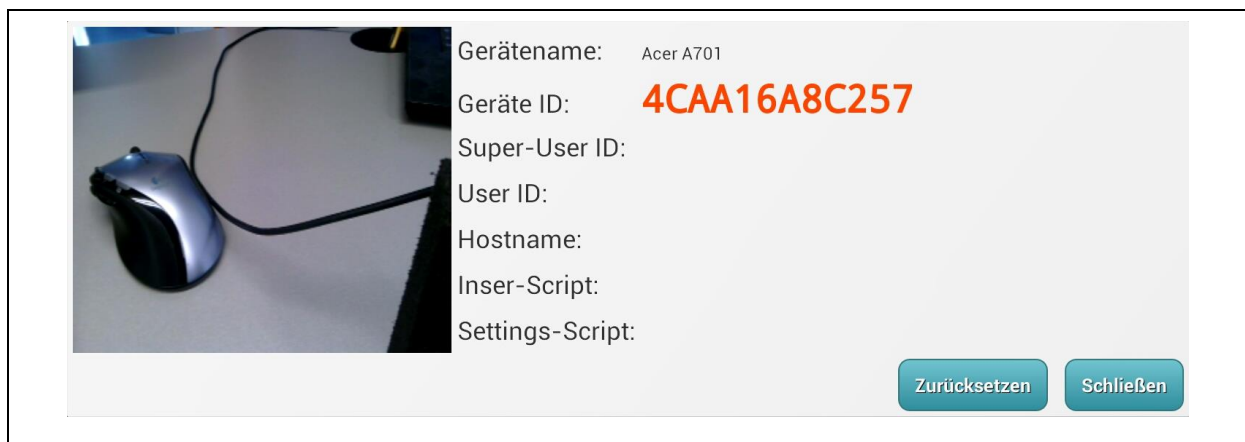 Gerätename: Acer A701
Geräte ID: 4CAA16A8C257
Super-User ID:
User ID:
Hostname:
Inser-Script:
Settings-Script:
Zurücksetzen Schließen